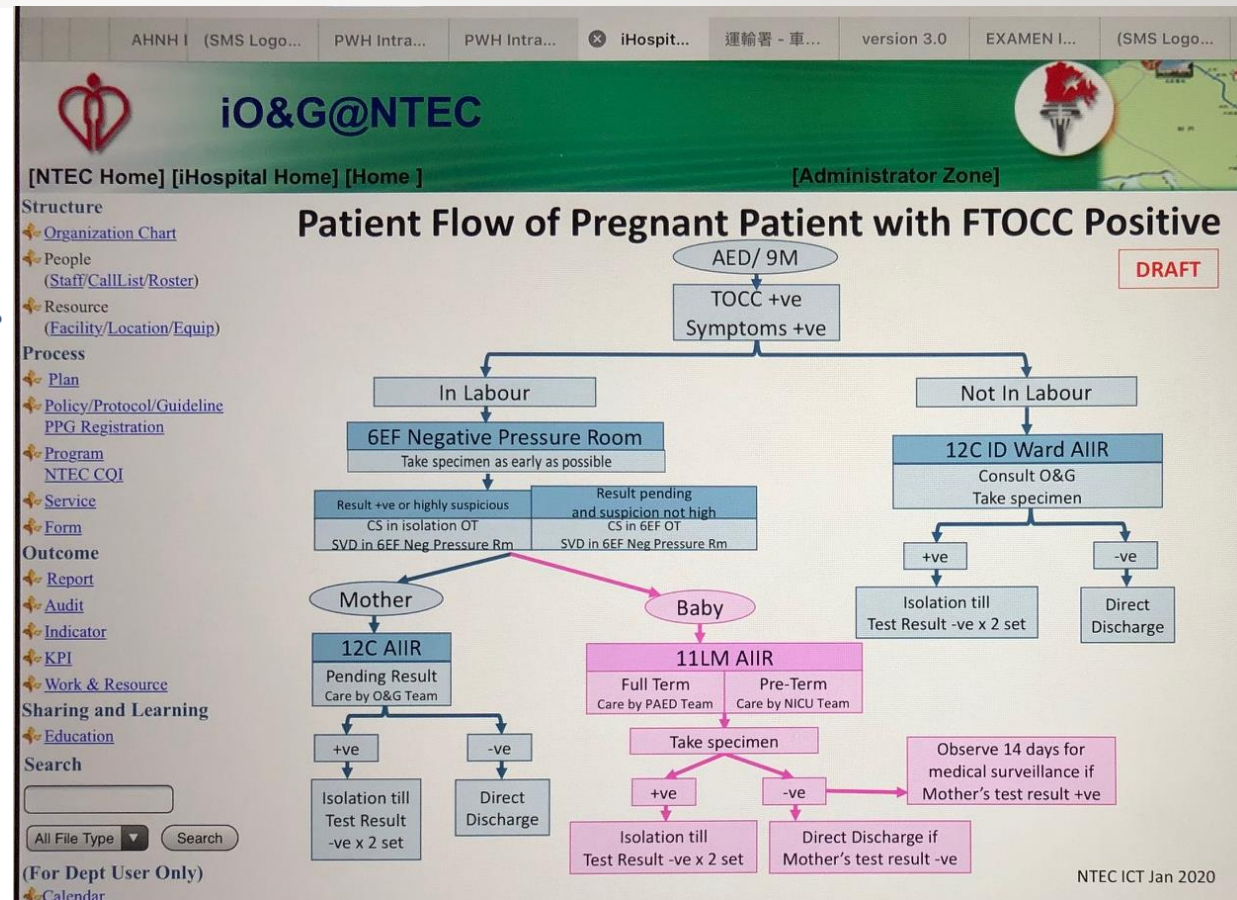 AHNH I
(SMS Logo...
PWH Intra...
PWH Intra...
iHospit...
運輸署 - 車...
version 3.0
EXAMEN I...
(SMS Logo...
iO&G@NTEC
[NTEC Home] [iHospital Home] [Home ]
[Administrator Zone]
Structure
Organization Chart
People
(Staff/CallList/Roster)
Resource
(Facility/Location/Equip)
Process
Plan
Policy/Protocol/Guideline
PPG Registration
Program
NTEC CQI
Service
Form
Outcome
Report
Audit
Indicator
KPI
Work & Resource
Sharing and Learning
Education
Search
All File Type
Search
(For Dept User Only)
Calendar
Patient Flow of Pregnant Patient with FTOCC Positive
DRAFT
AED/ 9M
TOCC +ve
Symptoms +ve
In Labour
Not In Labour
6EF Negative Pressure Room
Take specimen as early as possible
12C ID Ward AIIR
Consult O&G
Take specimen
Result +ve or highly suspicious
CS in isolation OT
SVD in 6EF Neg Pressure Rm
Result pending
and suspicion not high
CS in 6EF OT
SVD in 6EF Neg Pressure Rm
+ve
-ve
Isolation till
Test Result -ve x 2 set
Direct
Discharge
Mother
Baby
12C AIIR
Pending Result
Care by O&G Team
11LM AIIR
Full Term
Care by PAED Team
Pre-Term
Care by NICU Team
+ve
-ve
Isolation till
Test Result
-ve x 2 set
Direct
Discharge
Take specimen
+ve
-ve
Observe 14 days for
medical surveillance if
Mother's test result +ve
Isolation till
Test Result -ve x 2 set
Direct Discharge if
Mother's test result -ve
NTEC ICT Jan 2020